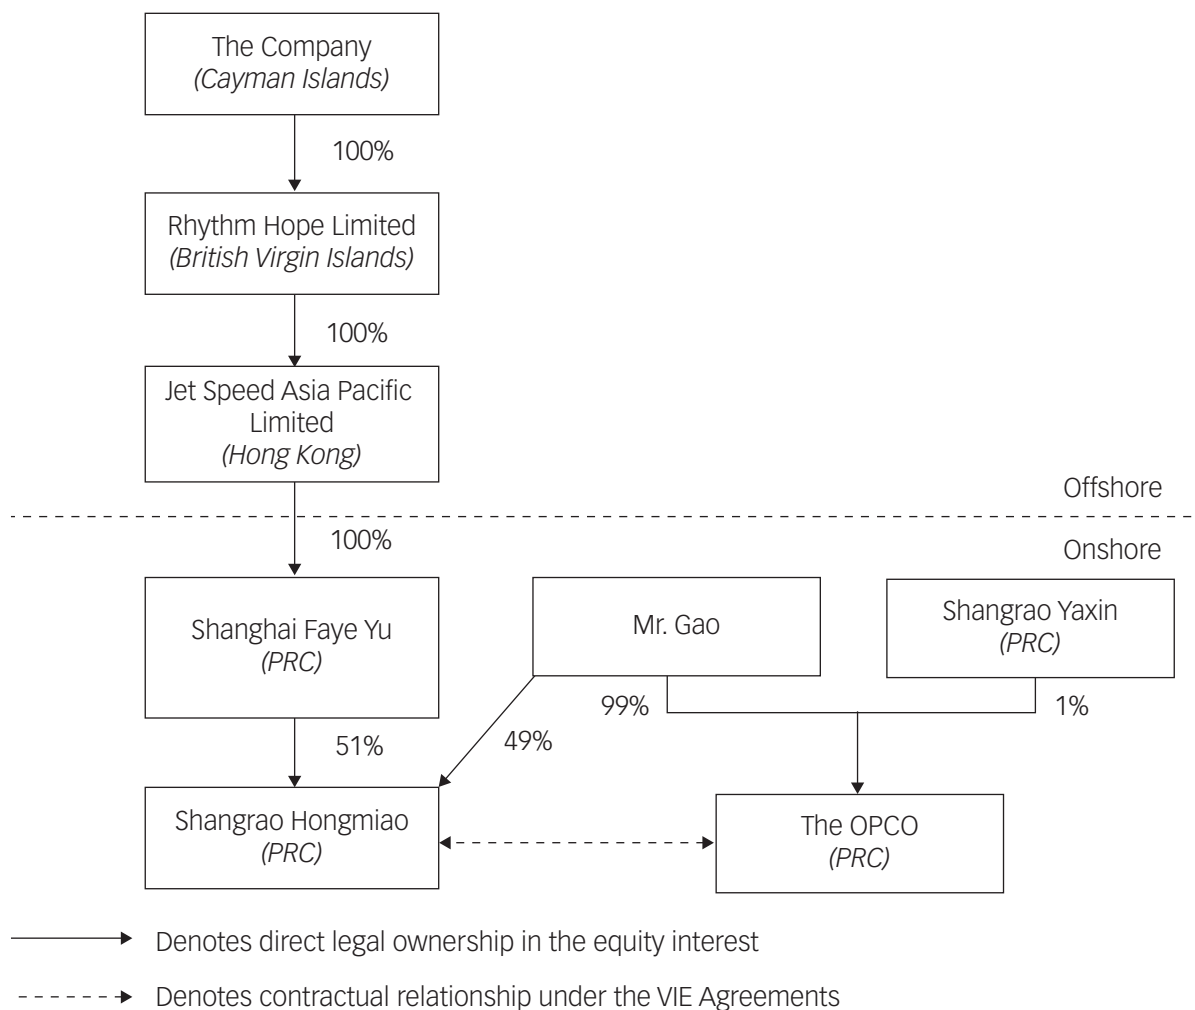 The Company
(Cayman Islands)
100%
Rhythm Hope Limited
(British Virgin Islands)
100%
Jet Speed Asia Pacific
Limited
(Hong Kong)
Offshore
100%
Onshore
Shanghai Faye Yu
(PRC)
Mr. Gao
Shangrao Yaxin
(PRC)
99%
1%
51%
49%
Shangrao Hongmiao
(PRC)
The OPCO
(PRC)
Denotes direct legal ownership in the equity interest
Denotes contractual relationship under the VIE Agreements